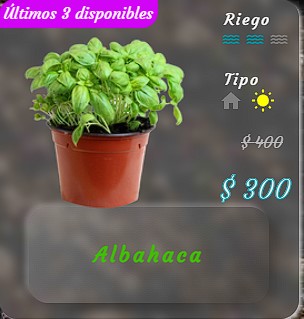 Últimos 3 disponibles
Riego
Tipo
$ 400
$ 300
Albahaca